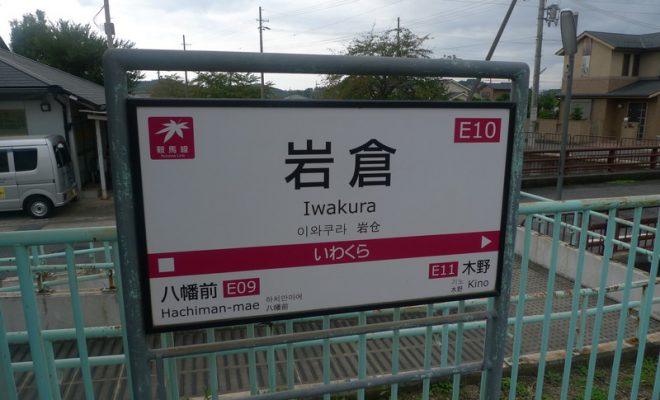 E10
鞍馬線
岩倉
Iwakura
이와쿠라 岩仓
いわくら
八幡前 E09
Hachiman-mae
하치만마에
八幡前
E11 木野
기노
木野 Kino